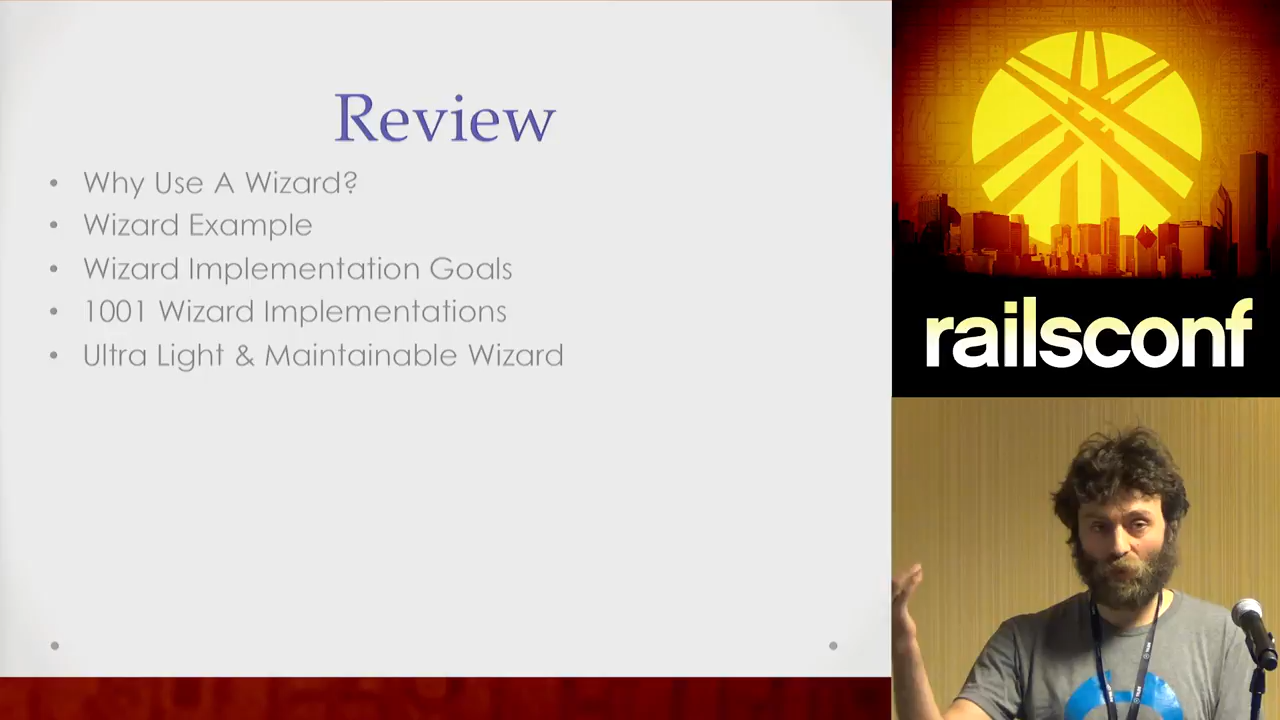 Review
• Why Use A Wizard?
• Wizard Example
• Wizard Implementation Goals
• 1001 Wizard Implementations
• Ultra Light & Maintainable Wizard
railsconf